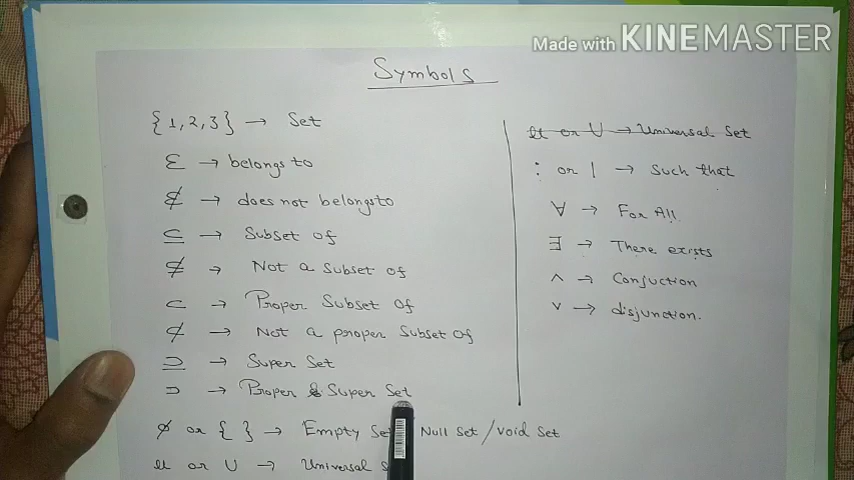 Made with KINEMASTER
Symbols
{1,2,3} → Set
Ɛ → belongs to
∉ → does not belongs to
⊆ → Subset of
⊈ → Not a subset of
⊂ → Proper Subset of
⊄ → Not a proper Subset of
⊇ → Super Set
⊃ → Proper Super Set
ϕ or { } → Empty Set Null Set / Void Set
U or U → Universal
U or U → Universal Set
: or | → Such that
∀ → For All
∃ → There exists
∧ → Conjuction
∨ → disjunction.